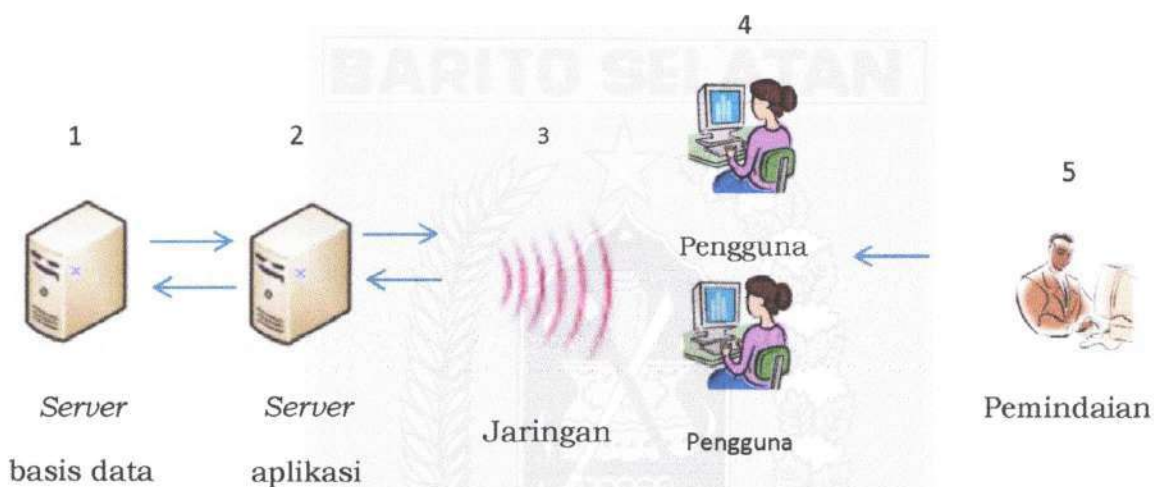 BARITO SELATAN
4
1
2
3
5
Pengguna
Server
basis data
Server
aplikasi
Jaringan
Pengguna
Pemindaian